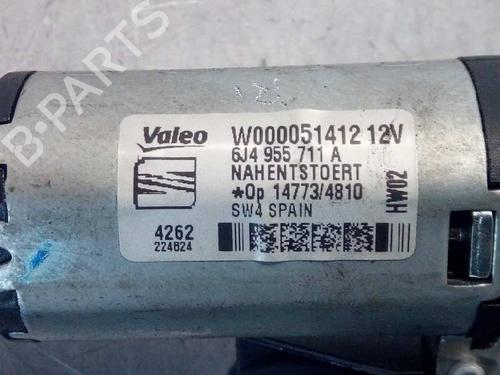 Valeo W000051412 12V
6J4 955 711 A
NAHENTSTOERT
*Op 14773/4810
SW4 SPAIN
HW02
4262
224824
B-PARTS